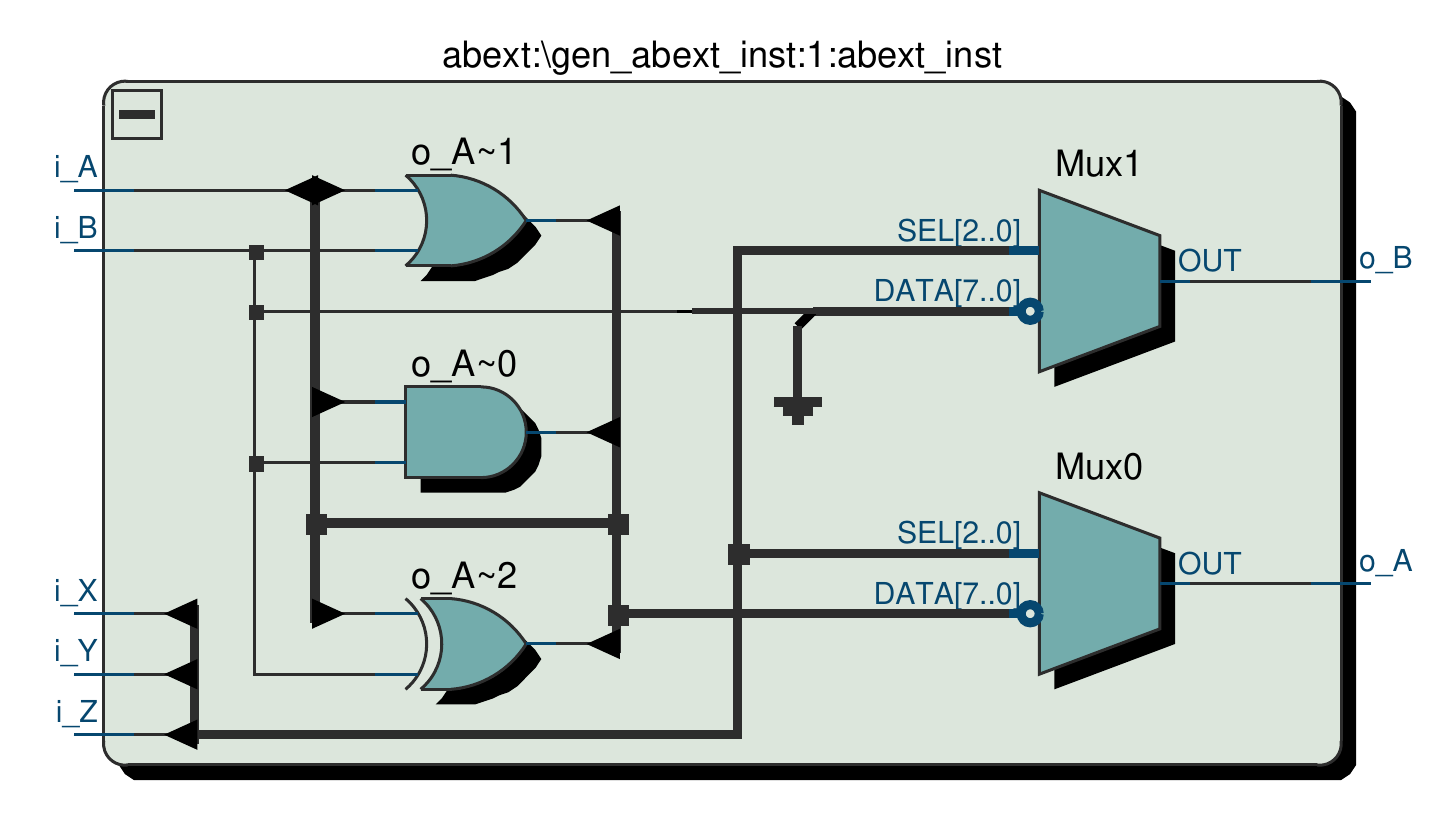 abext:\gen_abext_inst:1:abext_inst
i_A
i_B
o_A~1
o_A~0
o_A~2
i_X
i_Y
i_Z
Mux1
SEL[2..0]
DATA[7..0]
OUT
o_B
Mux0
SEL[2..0]
DATA[7..0]
OUT
o_A